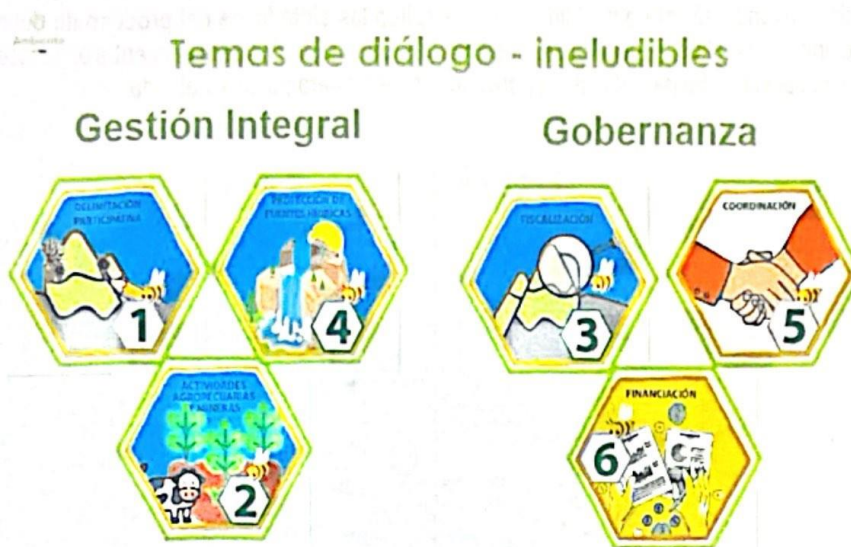 Ambiente
Temas de diálogo - ineludibles
Gestión Integral
Gobernanza
DELIMITACIÓN
PARTICIPATIVA
1
PROTECCIÓN DE
FUENTES HÍDRICAS
4
ACTIVIDADES
AGROPECUARIAS
Y MINERAS
2
FISCALIZACIÓN
3
COORDINACIÓN
5
FINANCIACIÓN
6